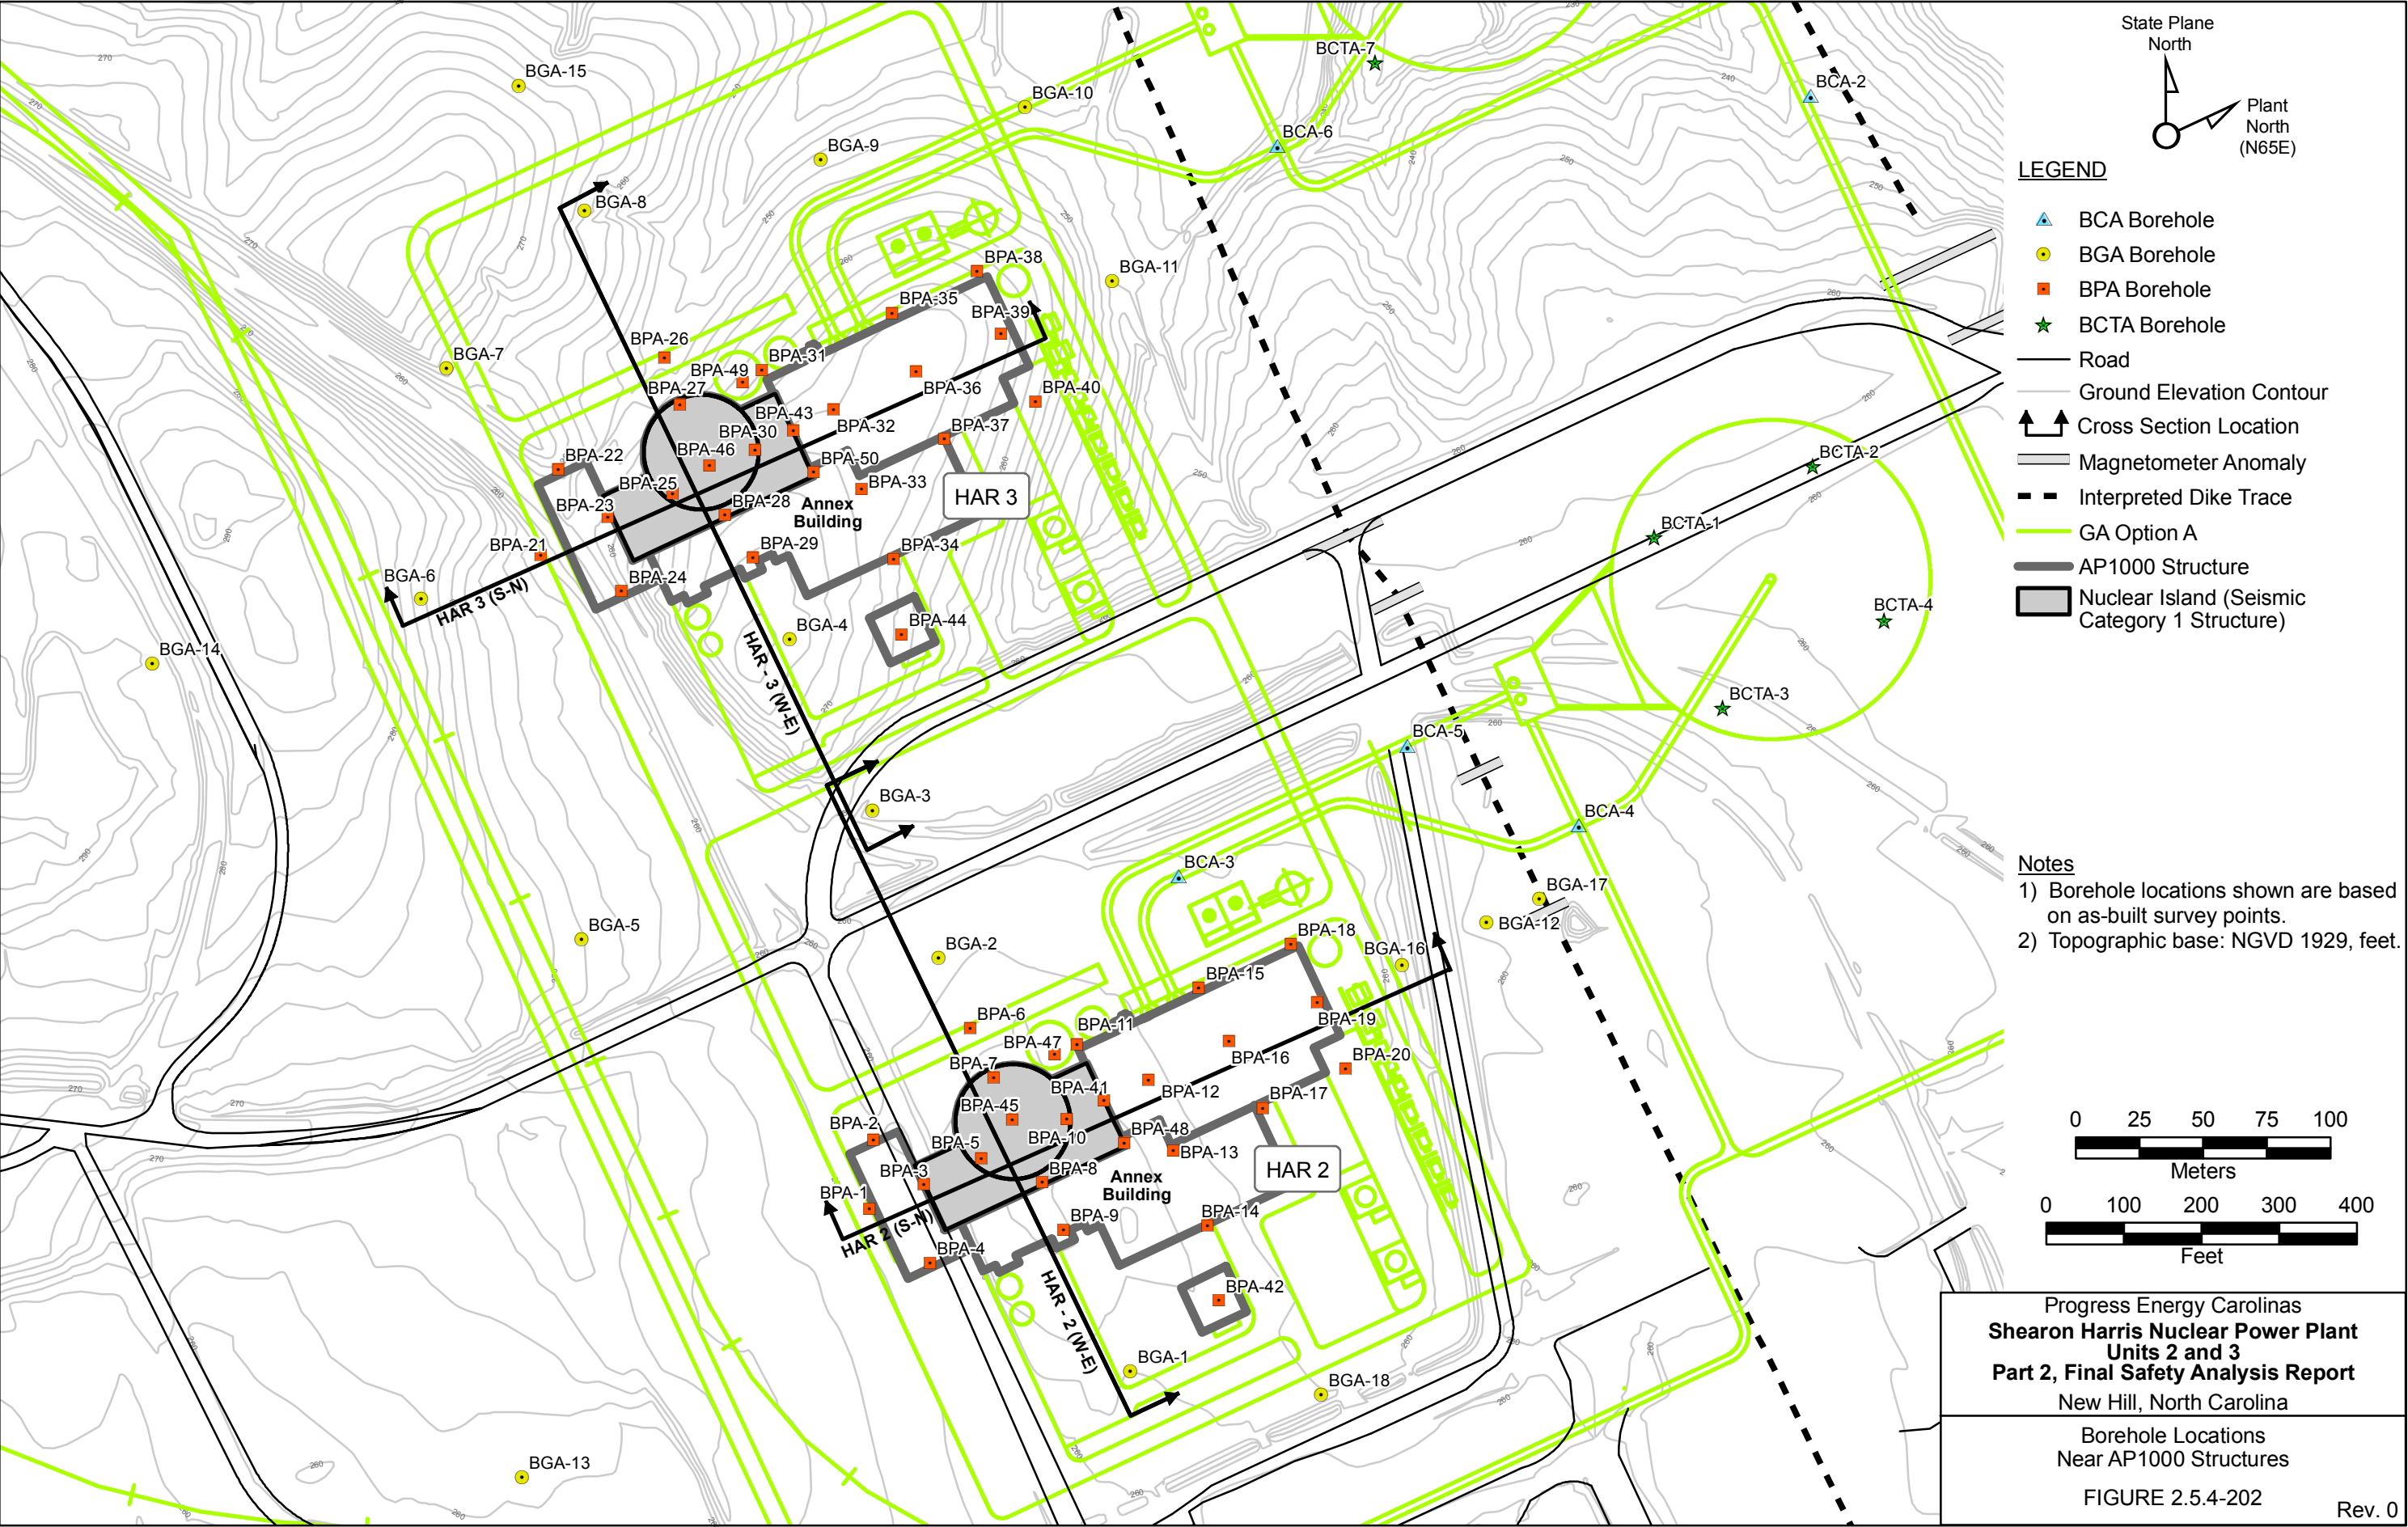 BGA-15
BGA-10
BCTA-7
BCA-2
BCA-6
BGA-9
BGA-8
BGA-11
BPA-38
BPA-35
BPA-39
BPA-26
BPA-31
BGA-7
BPA-49
BPA-36
BPA-40
BPA-27
BPA-43
BPA-32
BPA-30
BPA-37
BPA-46
BPA-50
BPA-22
BPA-25
BPA-33
BPA-28
BPA-23
Annex
Building
HAR 3
BPA-21
BPA-29
BPA-34
BGA-6
BPA-24
HAR 3 (S-N)
BGA-4
BPA-44
BGA-14
HAR - 3 (W-E)
BCTA-2
BCTA-1
BCTA-4
BCTA-3
BCA-5
BGA-3
BCA-4
BCA-3
BGA-17
BGA-12
BGA-5
BGA-2
BPA-18
BGA-16
BPA-15
BPA-6
BPA-11
BPA-19
BPA-47
BPA-16
BPA-20
BPA-7
BPA-41
BPA-12
BPA-17
BPA-45
BPA-2
BPA-10
BPA-48
BPA-5
BPA-13
BPA-3
BPA-8
Annex
Building
HAR 2
BPA-1
BPA-9
BPA-14
HAR 2 (S-N)
BPA-4
BPA-42
HAR - 2 (W-E)
BGA-1
BGA-18
BGA-13
State Plane
North
Plant
North
(N65E)
LEGEND
BCA Borehole
BGA Borehole
BPA Borehole
BCTA Borehole
Road
Ground Elevation Contour
Cross Section Location
Magnetometer Anomaly
Interpreted Dike Trace
GA Option A
AP1000 Structure
Nuclear Island (Seismic
Category 1 Structure)
Notes
1) Borehole locations shown are based
on as-built survey points.
2) Topographic base: NGVD 1929, feet.
0 25 50 75 100
Meters
0 100 200 300 400
Feet
Progress Energy Carolinas
Shearon Harris Nuclear Power Plant
Units 2 and 3
Part 2, Final Safety Analysis Report
New Hill, North Carolina
Borehole Locations
Near AP1000 Structures
FIGURE 2.5.4-202
Rev. 0